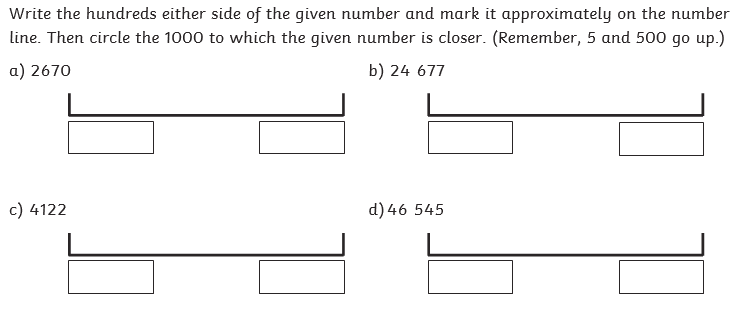 Write the hundreds either side of the given number and mark it approximately on the number
line. Then circle the 1000 to which the given number is closer. (Remember, 5 and 500 go up.)
a) 2670
b) 24 677
c) 4122
d) 46 545